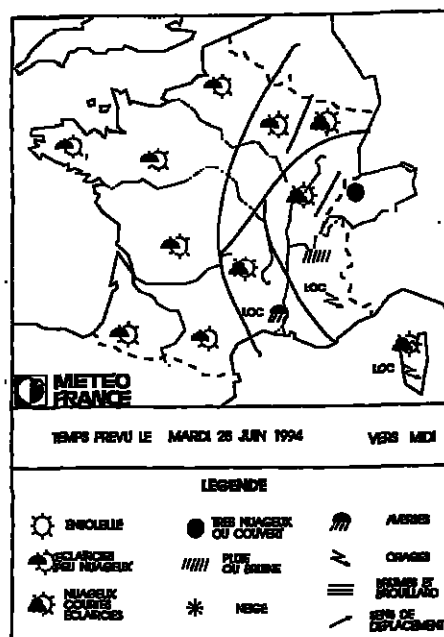 LOC
LOC
LOC
METEO
FRANCE
TEMPS PREVU LE MARDI 28 JUIN 1994 VERS MIDI
LEGENDE
ENSOLEILLE
TRES NUAGEUX
OU COUVERT
AVERSES
ECLAIRCIES
PEU NUAGEUX
PLUIE
OU BRUINE
ORAGES
NUAGEUX
COURTES
ECLAIRCIES
NEIGE
BRUMES ET
BROUILLARD
SENS DE
DEPLACEMENT